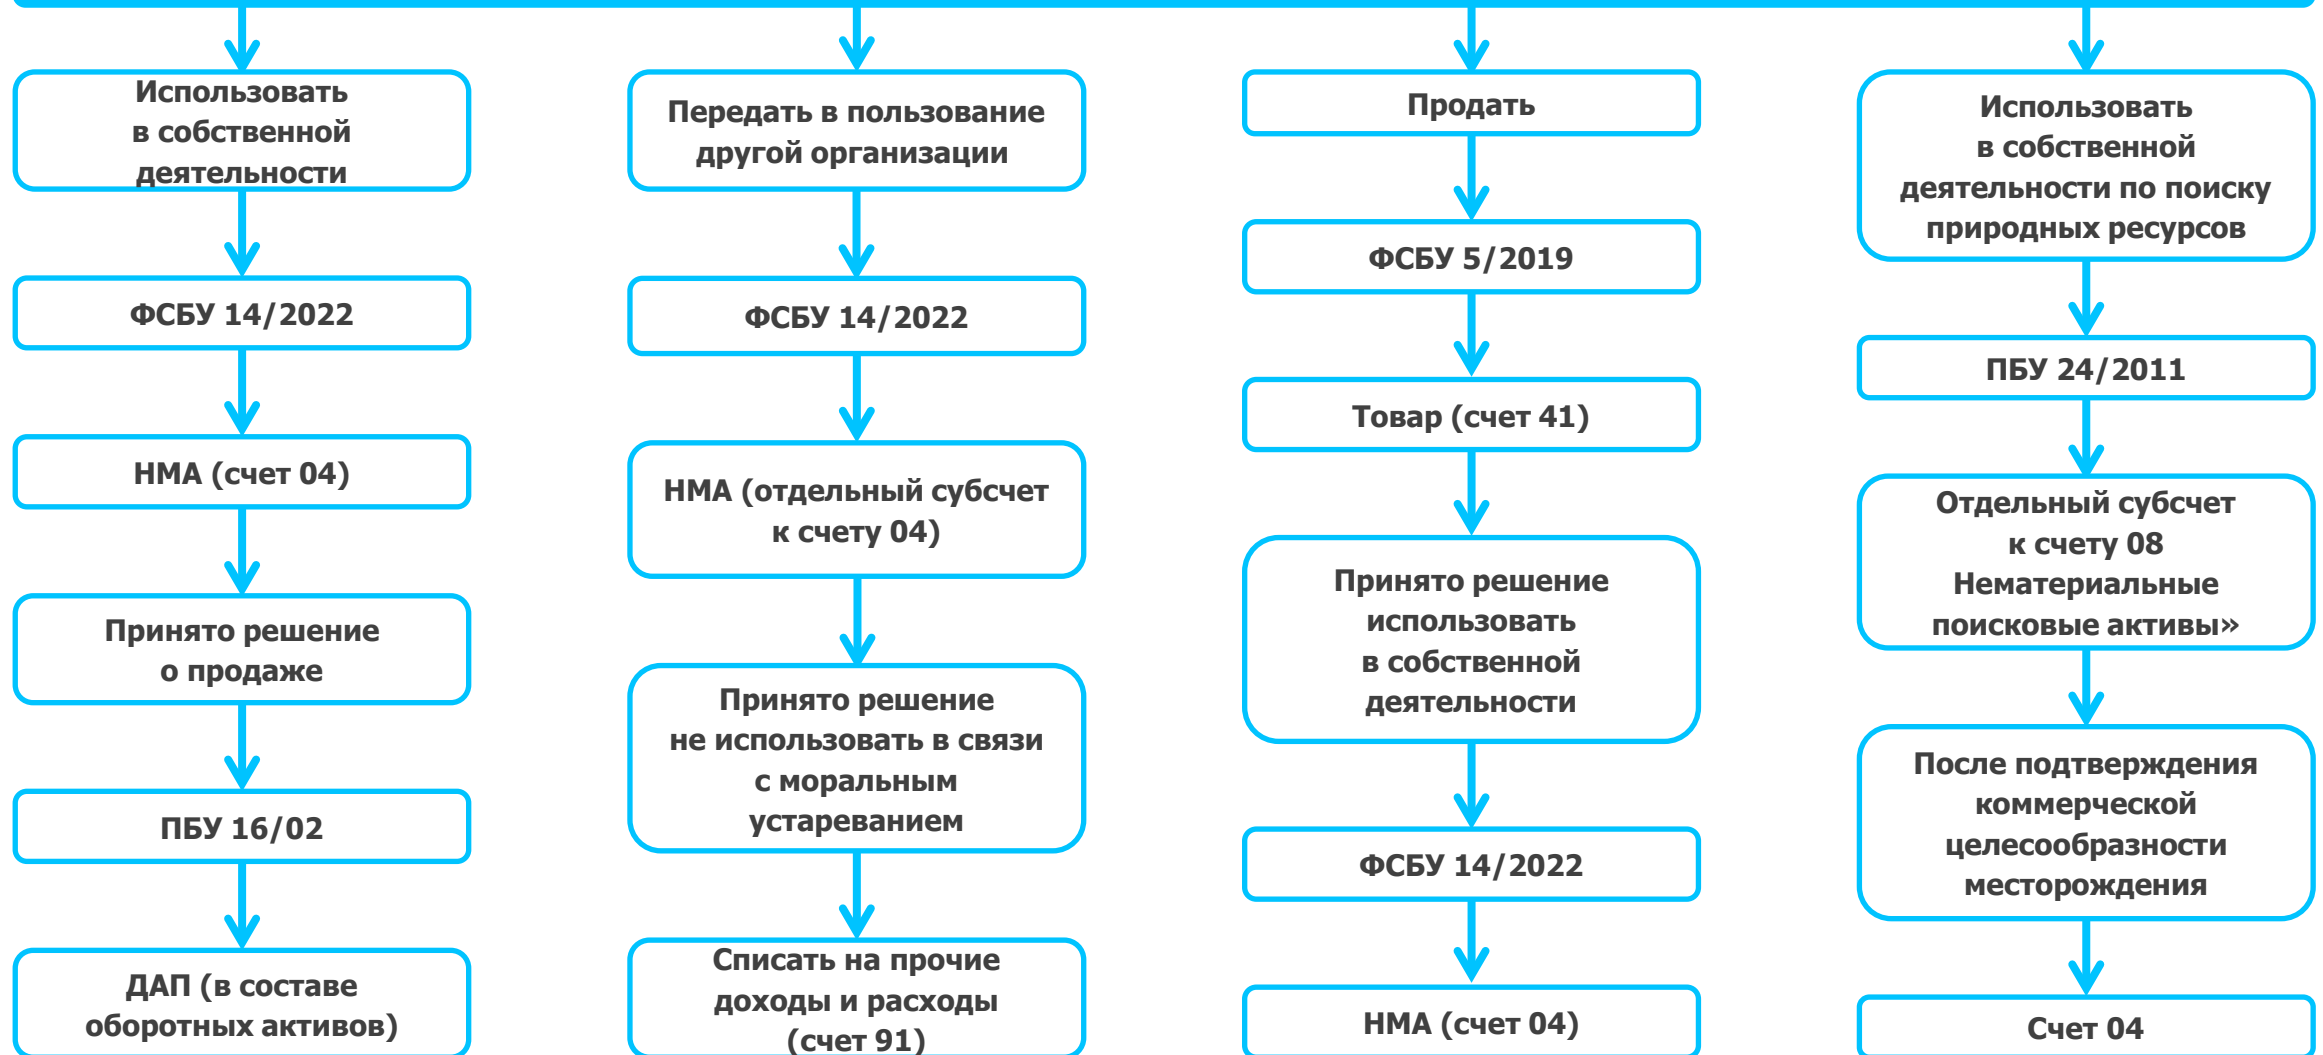 Использовать
в собственной
деятельности
ФСБУ 14/2022
НМА (счет 04)
Принято решение
о продаже
ПБУ 16/02
ДАП (в составе
оборотных активов)
Передать в пользование
другой организации
ФСБУ 14/2022
НМА (отдельный субсчет
к счету 04)
Принято решение
не использовать в связи
с моральным
устареванием
Списать на прочие
доходы и расходы
(счет 91)
Продать
ФСБУ 5/2019
Товар (счет 41)
Принято решение
использовать
в собственной
деятельности
ФСБУ 14/2022
НМА (счет 04)
Использовать
в собственной
деятельности по поиску
природных ресурсов
ПБУ 24/2011
Отдельный субсчет
к счету 08
Нематериальные
поисковые активы»
После подтверждения
коммерческой
целесообразности
месторождения
Счет 04